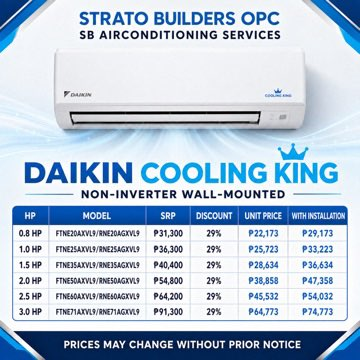 STRATO BUILDERS OPC
SB AIRCONDITIONING SERVICES
DAIKIN
COOLING KING
DAIKIN COOLING KING
NON-INVERTER WALL-MOUNTED
HP MODEL SRP DISCOUNT UNIT PRICE WITH INSTALLATION
0.8 HP FTNE20AXVL9/RNE20AGXVL9 ₱31,300 29% ₱22,173 ₱29,173
1.0 HP FTNE25AXVL9/RNE25AGXVL9 ₱36,300 29% ₱25,723 ₱33,223
1.5 HP FTNE35AXVL9/RNE35AGXVL9 ₱40,400 29% ₱28,634 ₱36,634
2.0 HP FTNE50AXVL9/RNE50AGXVL9 ₱54,800 29% ₱38,858 ₱47,358
2.5 HP FTNE60AXVL9/RNE60AGXVL9 ₱64,200 29% ₱45,532 ₱54,032
3.0 HP FTNE71AXVL9/RNE71AGXVL9 ₱91,300 29% ₱64,773 ₱74,773
PRICES MAY CHANGE WITHOUT PRIOR NOTICE